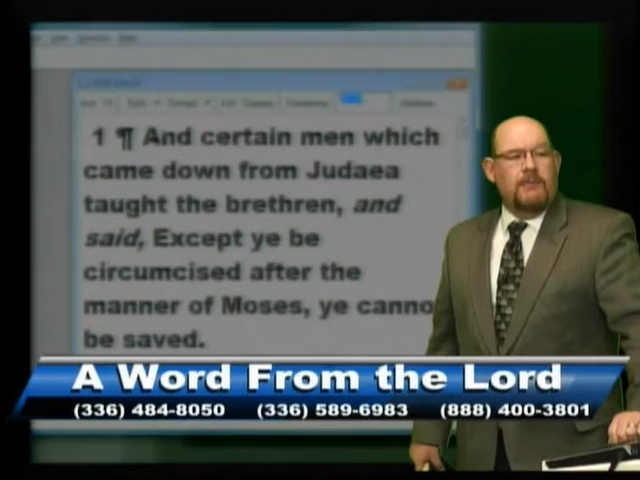 1 ¶ And certain men which
came down from Judaea
taught the brethren, and
said, Except ye be
circumcised after the
manner of Moses, ye canno
be saved.
A Word From the Lord
(336) 484-8050 (336) 589-6983 (888) 400-3801